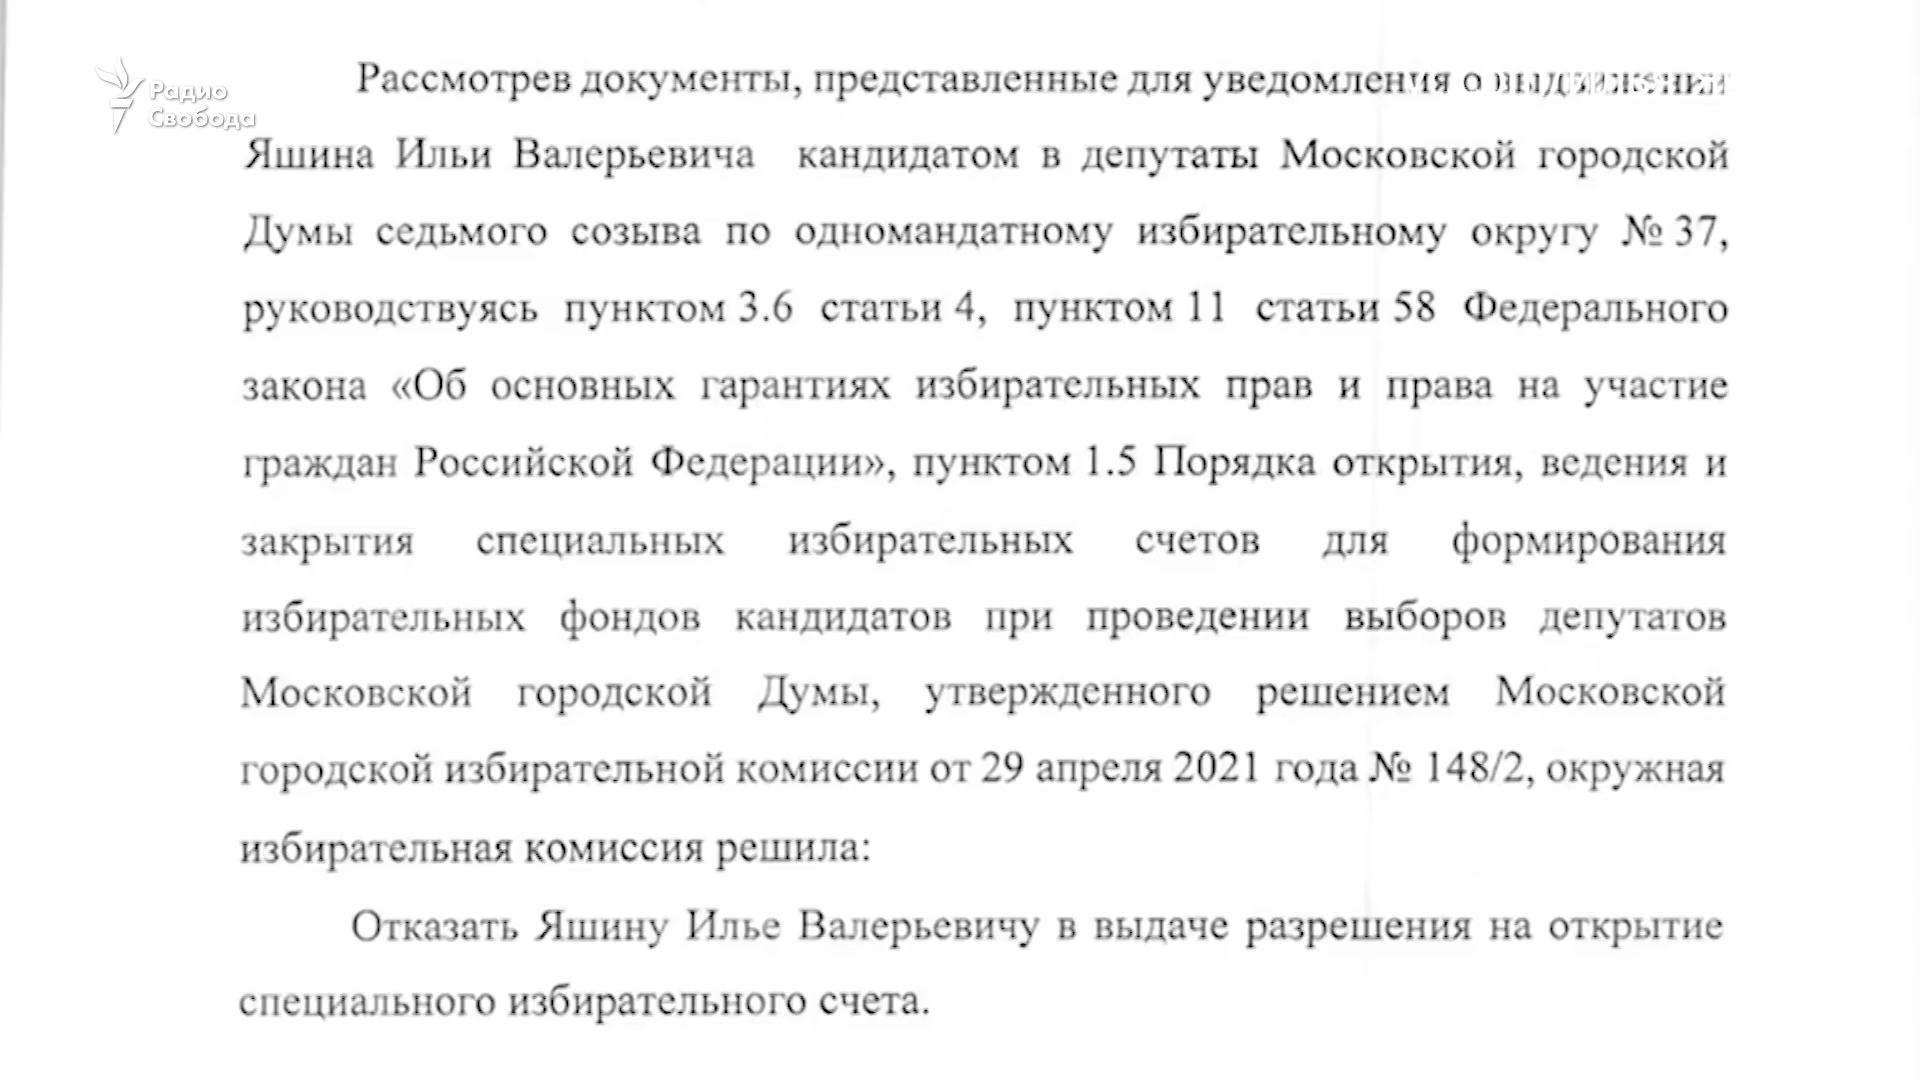 Радио
Свобода
Рассмотрев документы, представленные для уведомления о выдвижении
Яшина Ильи Валерьевича кандидатом в депутаты Московской городской
Думы седьмого созыва по одномандатному избирательному округу № 37,
руководствуясь пунктом 3.6 статьи 4, пунктом 11 статьи 58 Федерального
закона «Об основных гарантиях избирательных прав и права на участие
граждан Российской Федерации», пунктом 1.5 Порядка открытия, ведения и
закрытия специальных избирательных счетов для формирования
избирательных фондов кандидатов при проведении выборов депутатов
Московской городской Думы, утвержденного решением Московской
городской избирательной комиссии от 29 апреля 2021 года № 148/2, окружная
избирательная комиссия решила:
Отказать Яшину Илье Валерьевичу в выдаче разрешения на открытие
специального избирательного счета.